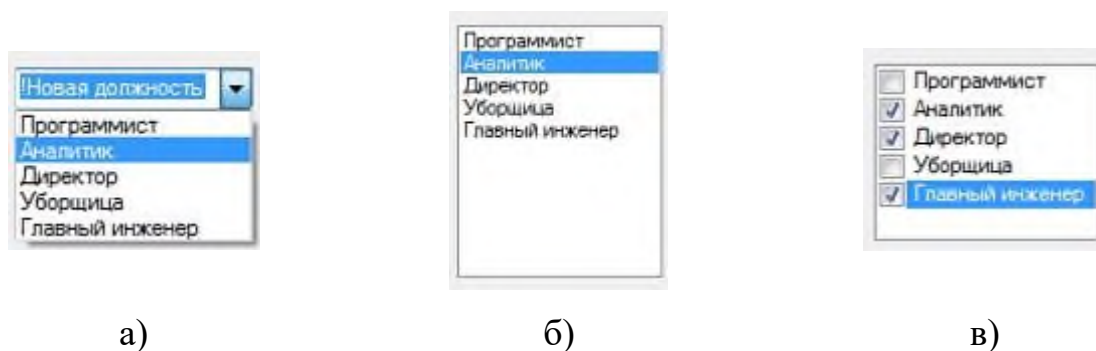 !Новая должность
Программист
Аналитик
Директор
Уборщица
Главный инженер
Программист
Аналитик
Директор
Уборщица
Главный инженер
Программист
Аналитик
Директор
Уборщица
Главный инженер
а)
б)
в)